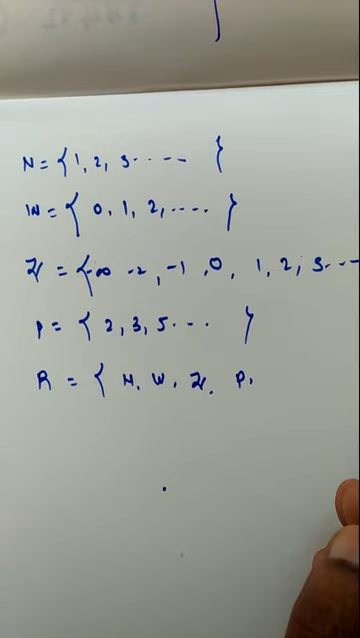 N = { 1, 2, 3 ..... }
W = { 0, 1, 2, ..... }
Z = { -∞ -2, -1, 0, 1, 2, 3....
P = { 2, 3, 5 .... }
R = { N, W, Z, P,